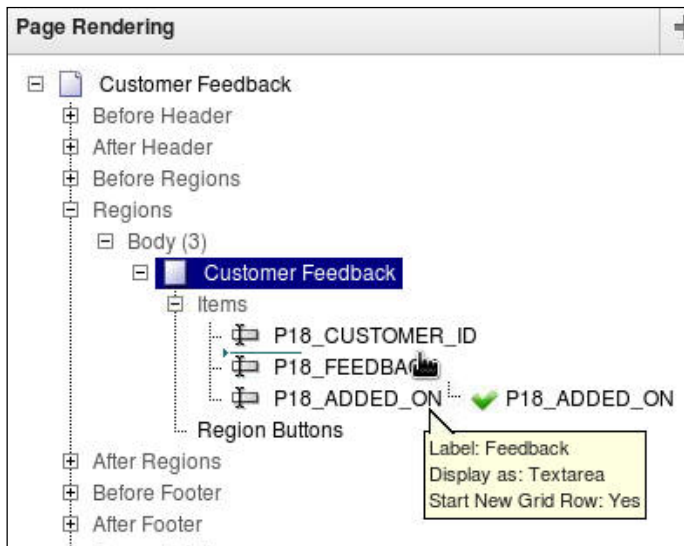 Page Rendering
Customer Feedback
Before Header
After Header
Before Regions
Regions
Body (3)
Customer Feedback
Items
P18_CUSTOMER_ID
P18_FEEDBA
P18_ADDED_ON P18_ADDED_ON
Region Buttons
Label: Feedback
Display as: Textarea
Start New Grid Row: Yes
After Regions
Before Footer
After Footer